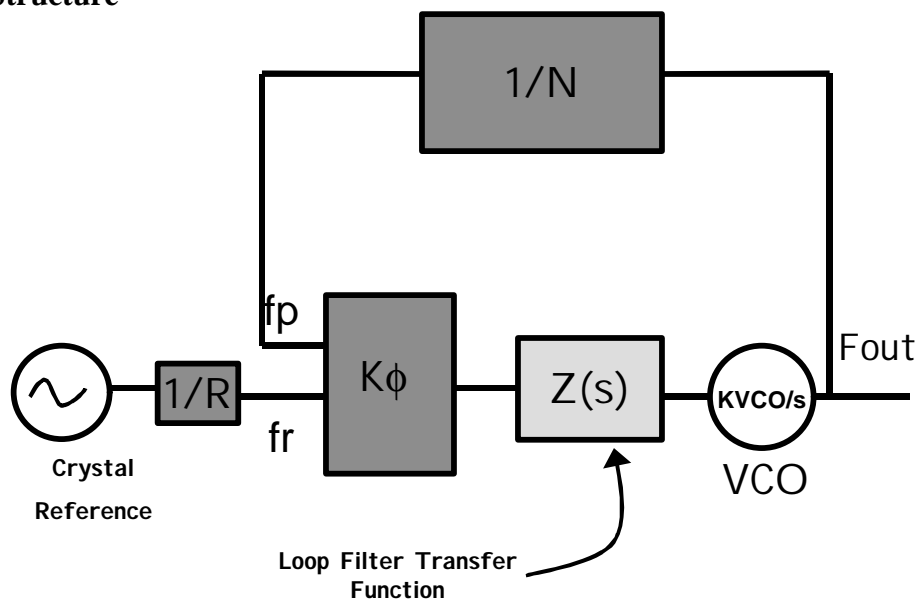 1/N
fp
Kϕ
Z(s)
Fout
KVCO/s
1/R
fr
VCO
Crystal
Reference
Loop Filter Transfer
Function